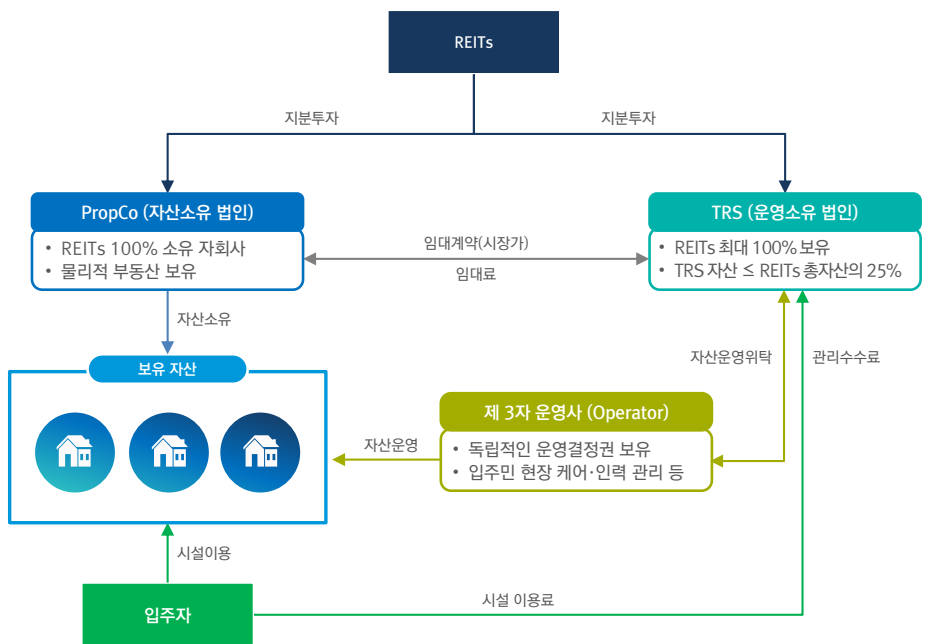 REITs
지분투자
지분투자
PropCo (자산소유 법인)
• REITs 100% 소유 자회사
• 물리적 부동산 보유
임대계약(시장가)
임대료
TRS (운영소유 법인)
• REITs 최대 100% 보유
• TRS 자산 ≤ REITs 총자산의 25%
자산소유
자산운영위탁
관리수수료
보유 자산
제 3자 운영사 (Operator)
• 독립적인 운영결정권 보유
• 입주민 현장 케어·인력 관리 등
자산운영
시설이용
입주자
시설 이용료